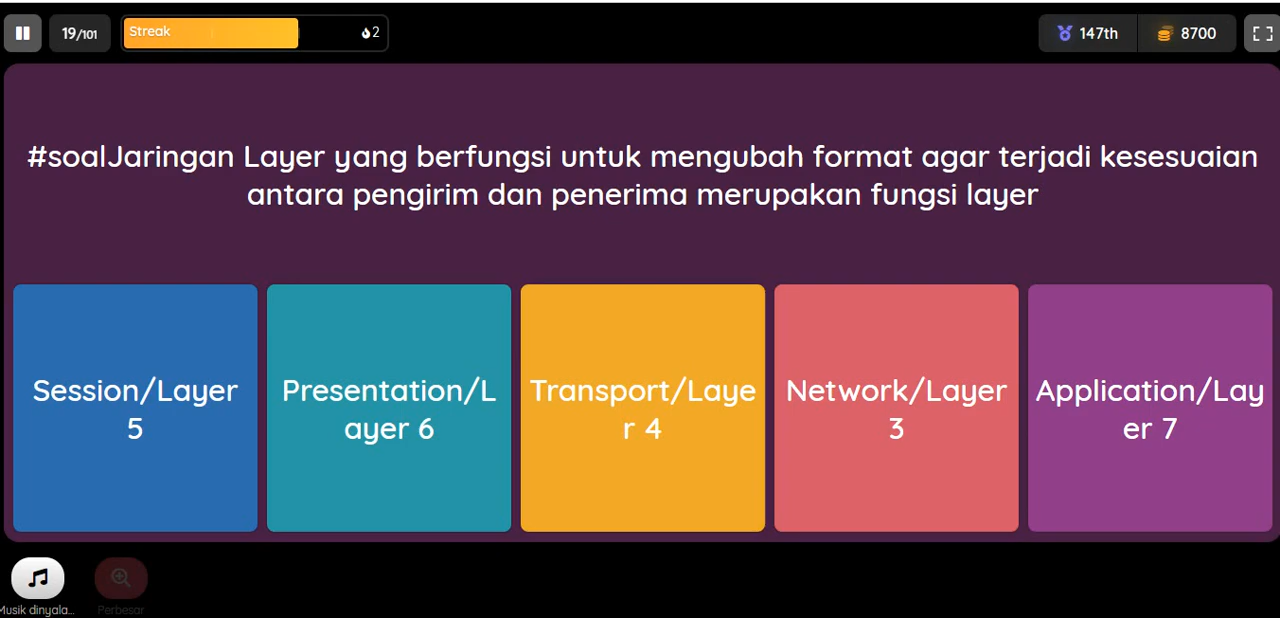 19/101
Streak
2
147th
8700
#soalJaringan Layer yang berfungsi untuk mengubah format agar terjadi kesesuaian
antara pengirim dan penerima merupakan fungsi layer
Session/Layer
5
Presentation/L
ayer 6
Transport/Laye
r 4
Network/Layer
3
Application/Lay
er 7
Musik dinyala...
Perbesar